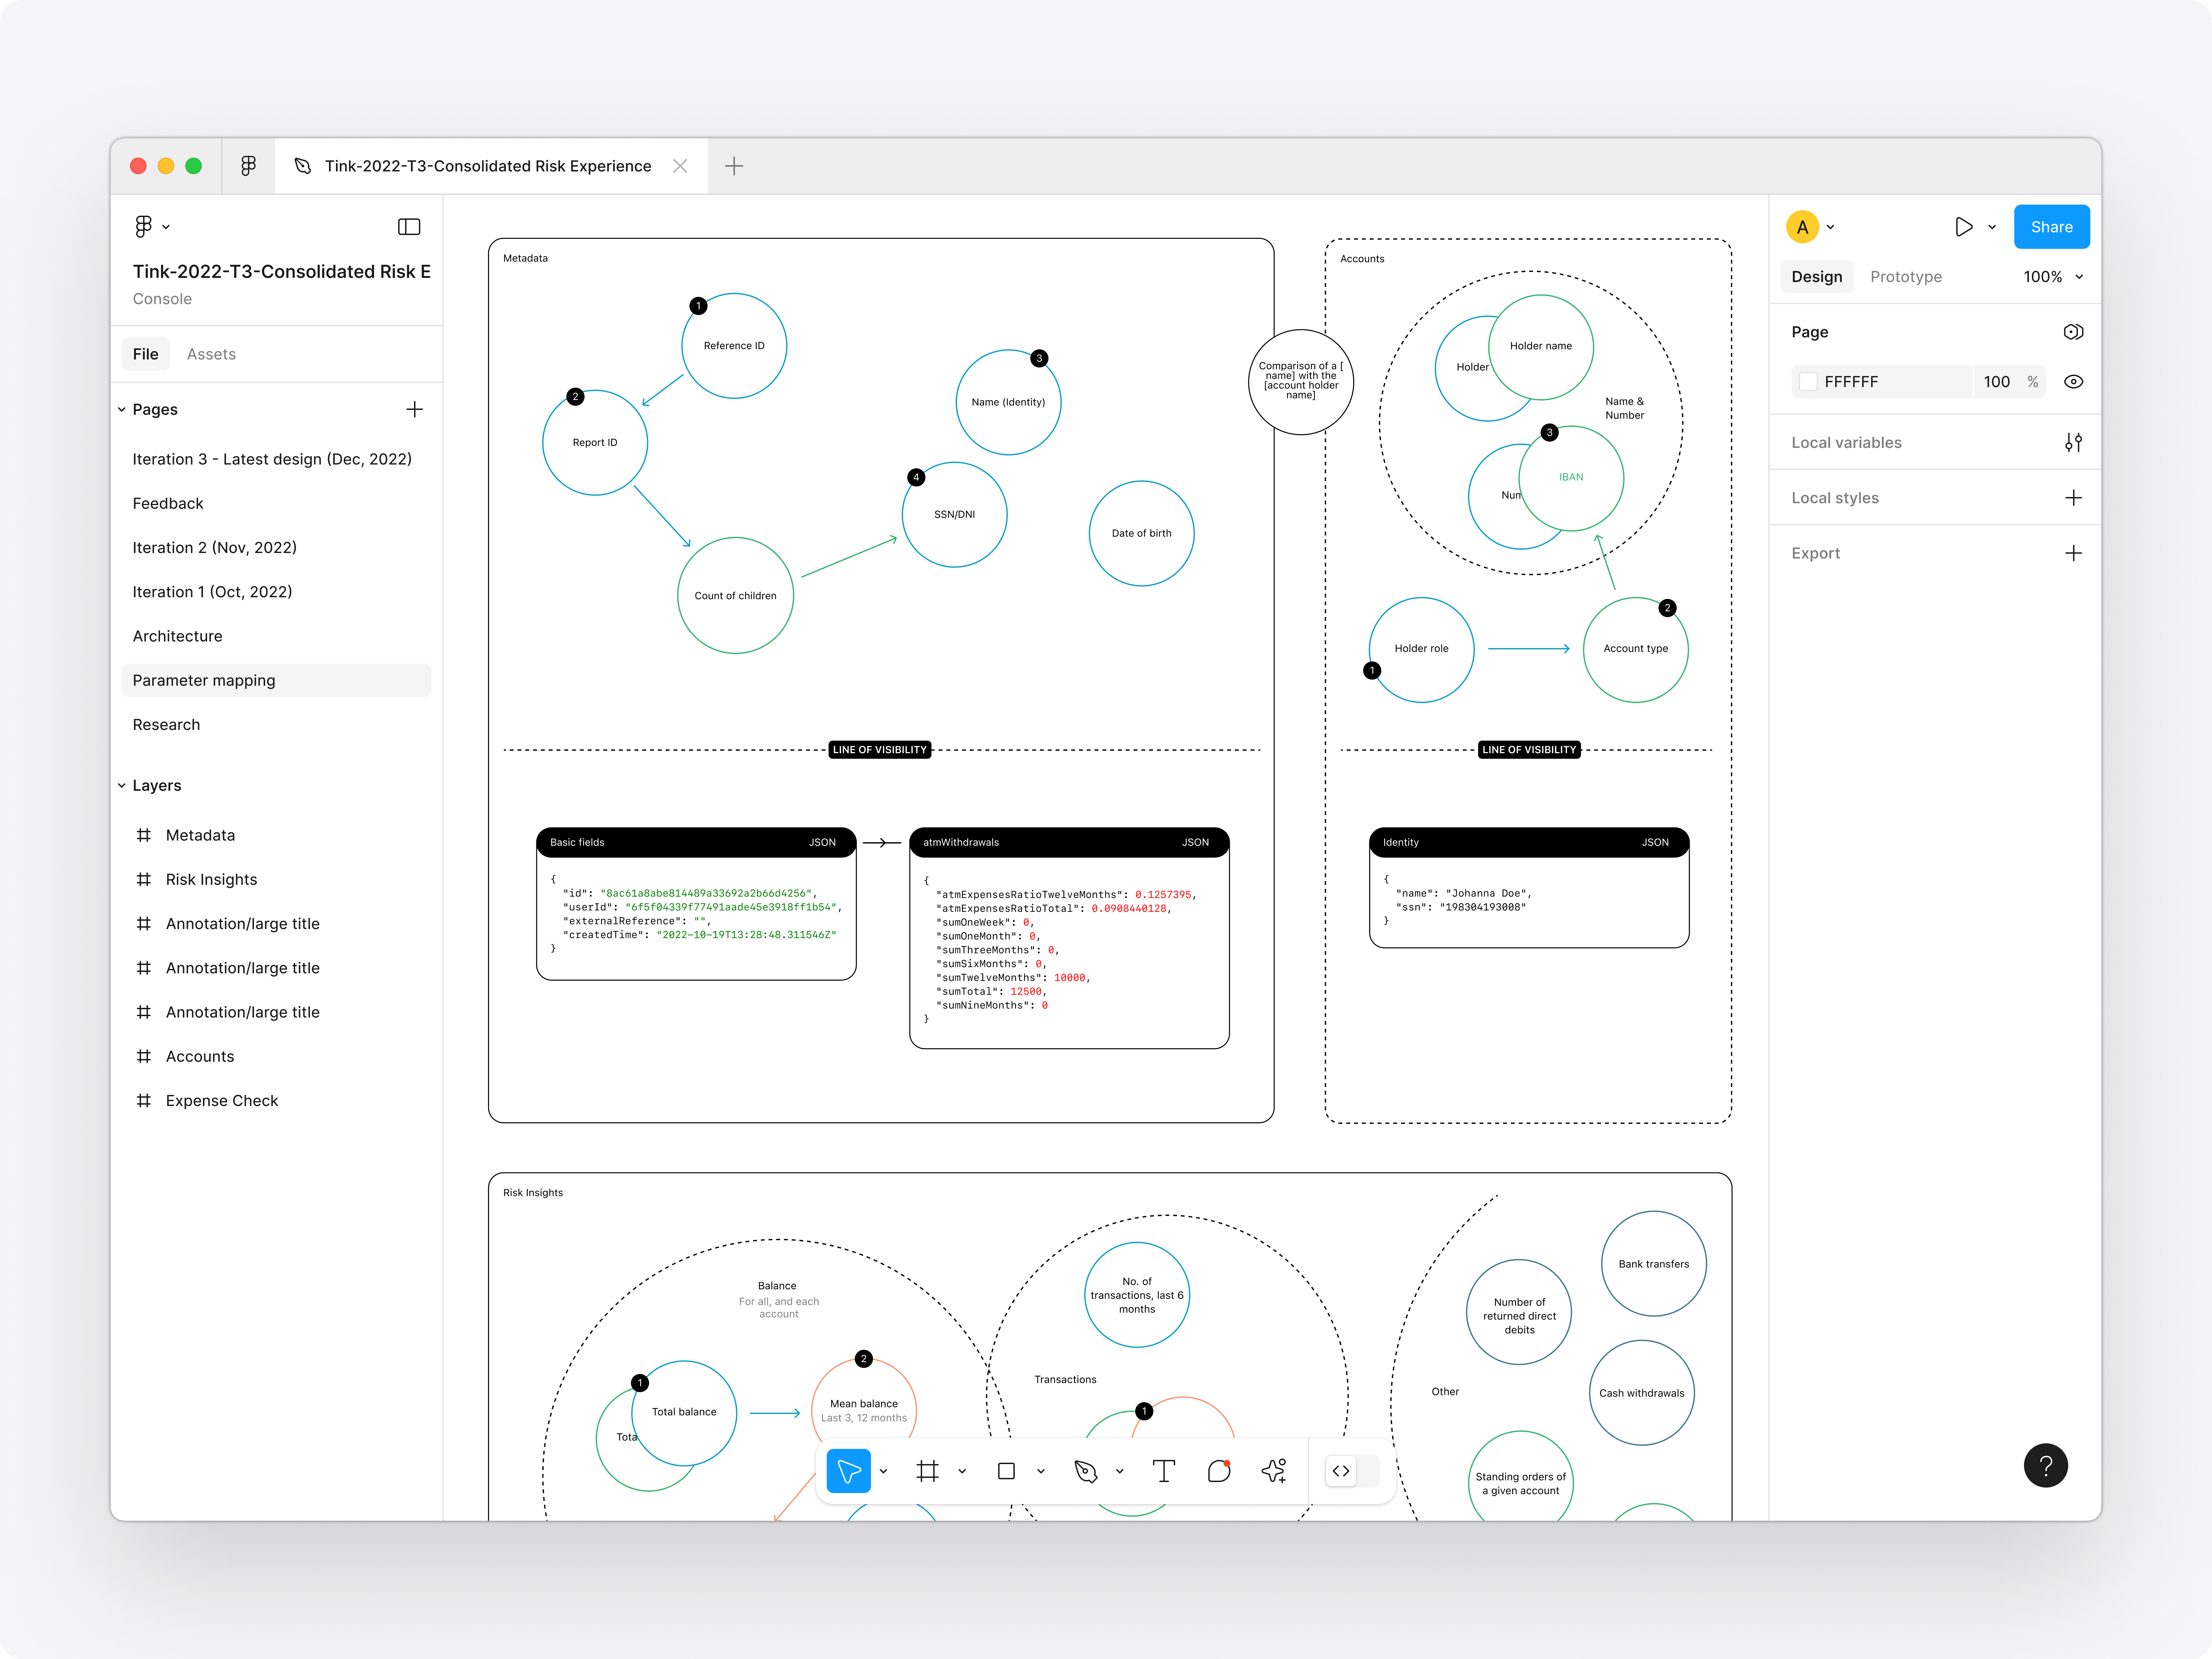 Tink-2022-T3-Consolidated Risk Experience
Tink-2022-T3-Consolidated Risk E
Console
File
Assets
Pages
Iteration 3 - Latest design (Dec, 2022)
Feedback
Iteration 2 (Nov, 2022)
Iteration 1 (Oct, 2022)
Architecture
Parameter mapping
Research
Layers
Metadata
Risk Insights
Annotation/large title
Annotation/large title
Annotation/large title
Accounts
Expense Check
Metadata
1
Reference ID
2
Report ID
3
Name (Identity)
4
SSN/DNI
Date of birth
Count of children
LINE OF VISIBILITY
Basic fields
JSON
{
"id": "8ac61a8abe814489a33692a2b66d4256",
"userId": "6f5f04339f77491aade45e3918ff1b54",
"externalReference": "",
"createdTime": "2022-10-19T13:28:48.311546Z"
}
atmWithdrawals
JSON
{
"atmExpensesRatioTwelveMonths": 0.1257395,
"atmExpensesRatioTotal": 0.0908440128,
"sumOneWeek": 0,
"sumOneMonth": 0,
"sumThreeMonths": 0,
"sumSixMonths": 0,
"sumTwelveMonths": 10000,
"sumTotal": 12500,
"sumNineMonths": 0
}
Comparison of a [
name] with the
[account holder
name]
Accounts
Holder
Holder name
Name &
Number
3
Num
IBAN
Holder role
1
2
Account type
LINE OF VISIBILITY
Identity
JSON
{
"name": "Johanna Doe",
"ssn": "198304193008"
}
Risk Insights
Balance
For all, and each
account
1
Tota
Total balance
2
Mean balance
Last 3, 12 months
No. of
transactions, last 6
months
Transactions
1
Other
Bank transfers
Number of
returned direct
debits
Cash withdrawals
Standing orders of
a given account
A
Share
Design
Prototype
100%
Page
FFFFFF
100
%
Local variables
Local styles
Export
?